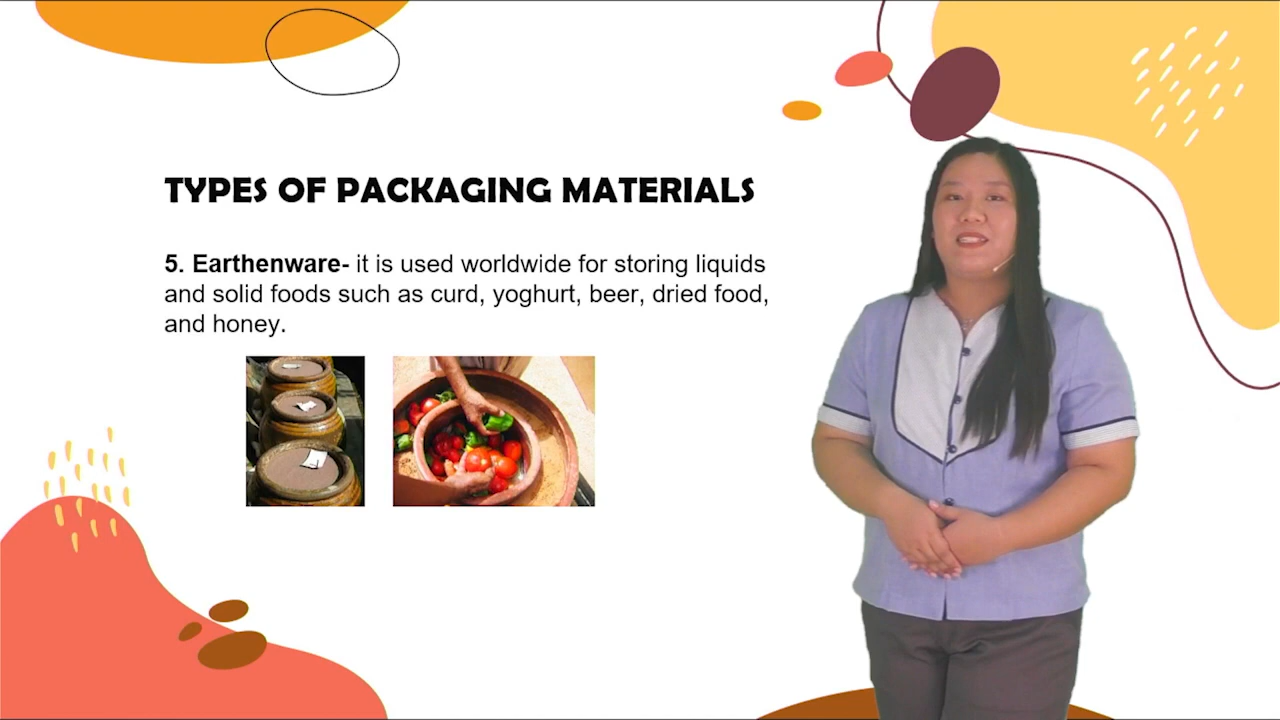 TYPES OF PACKAGING MATERIALS
5. Earthenware- it is used worldwide for storing liquids
and solid foods such as curd, yoghurt, beer, dried food,
and honey.